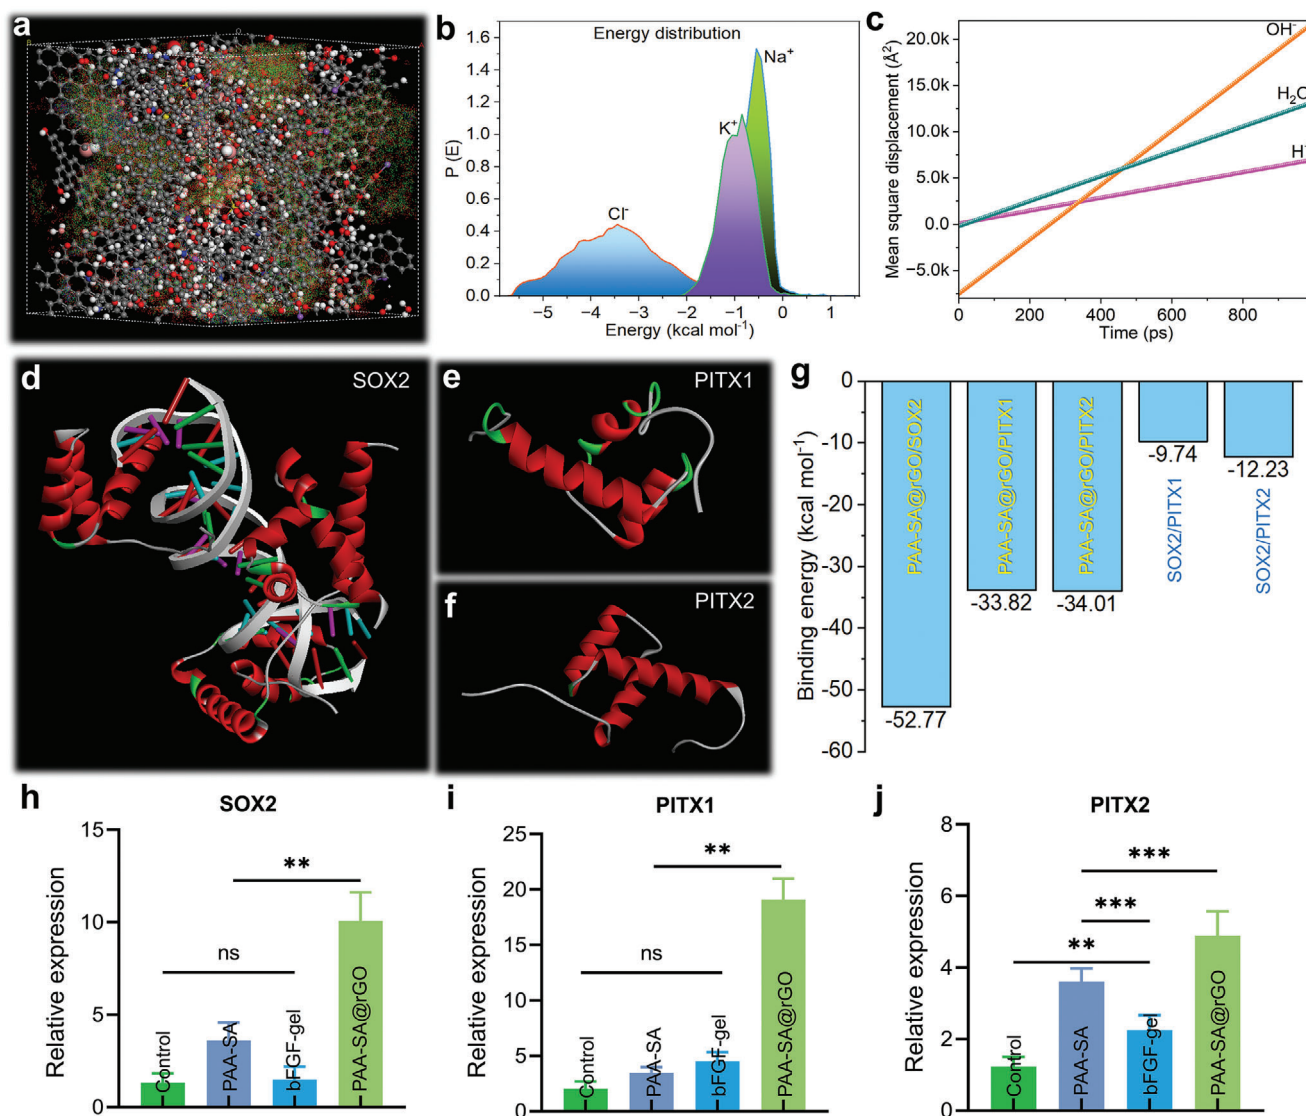 a
b
Energy distribution
Na⁺
K⁺
Cl⁻
P (E)
1.6
1.4
1.2
1.0
0.8
0.6
0.4
0.2
0.0
−5
−4
−3
−2
−1
0
1
Energy (kcal mol⁻¹)
c
OH⁻
H₂O
Mean square displacement (Å²)
20.0k
15.0k
10.0k
5.0k
0.0
−5.0k
0
200
400
600
800
Time (ps)
d
SOX2
e
PITX1
f
PITX2
g
Binding energy (kcal mol⁻¹)
0
-10
-20
-30
-40
-50
-60
PAA-SA@rGO/SOX2
-52.77
PAA-SA@rGO/PITX1
-33.82
PAA-SA@rGO/PITX2
-34.01
-9.74
SOX2/PITX1
-12.23
SOX2/PITX2
h
SOX2
Relative expression
15
10
5
0
**
ns
Control
PAA-SA
bFGF-gel
PAA-SA@rGO
i
PITX1
Relative expression
25
20
15
10
5
0
**
ns
Control
PAA-SA
bFGF-gel
PAA-SA@rGO
j
PITX2
Relative expression
8
6
4
2
0
***
***
**
Control
PAA-SA
bFGF-gel
PAA-SA@rGO